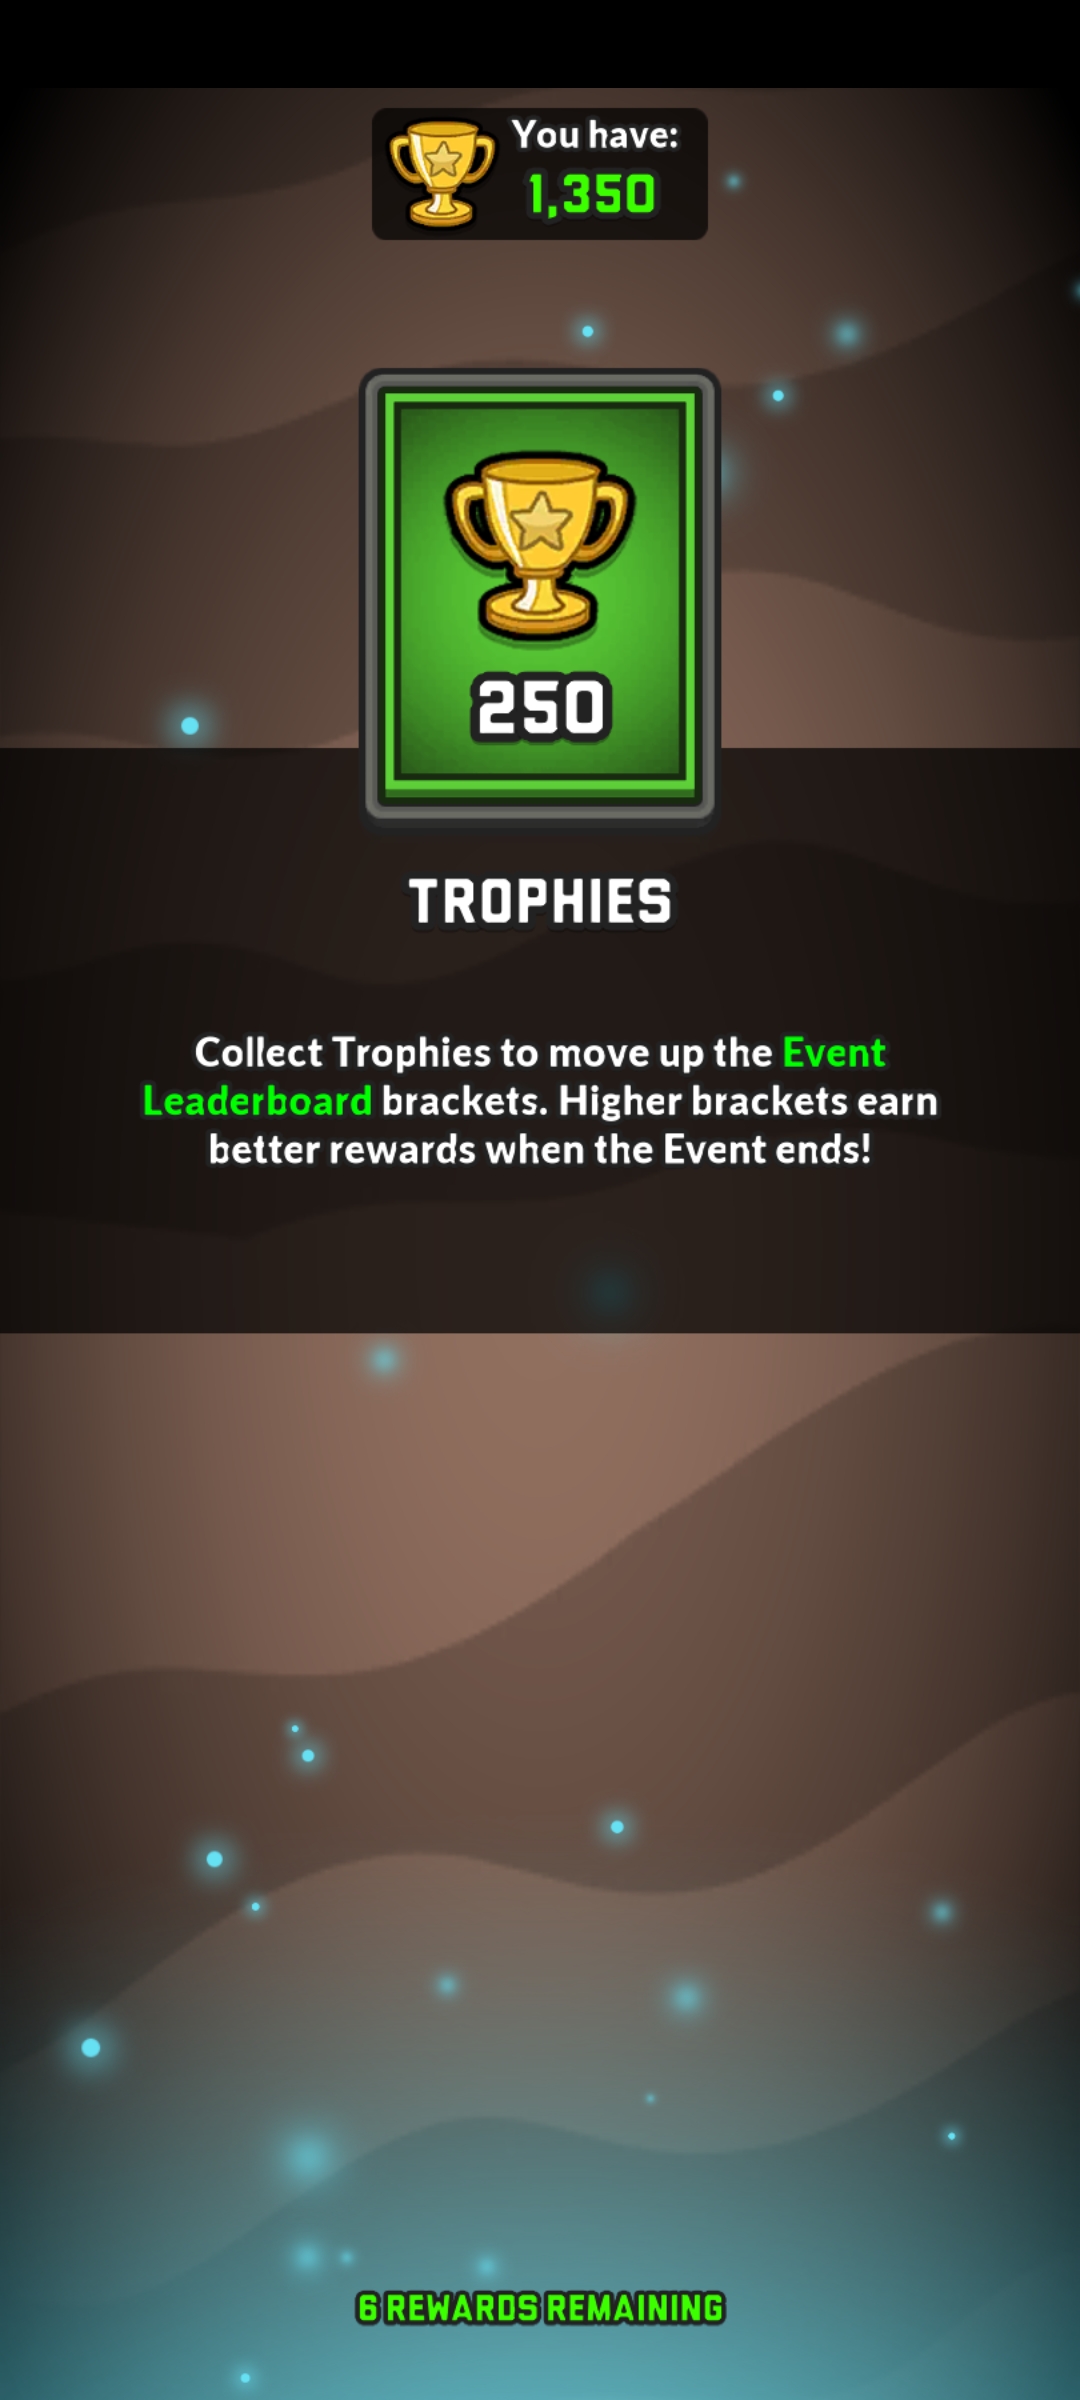 You have:
1,350
250
TROPHIES
Collect Trophies to move up the Event
Leaderboard brackets. Higher brackets earn
better rewards when the Event ends!
6 REWARDS REMAINING